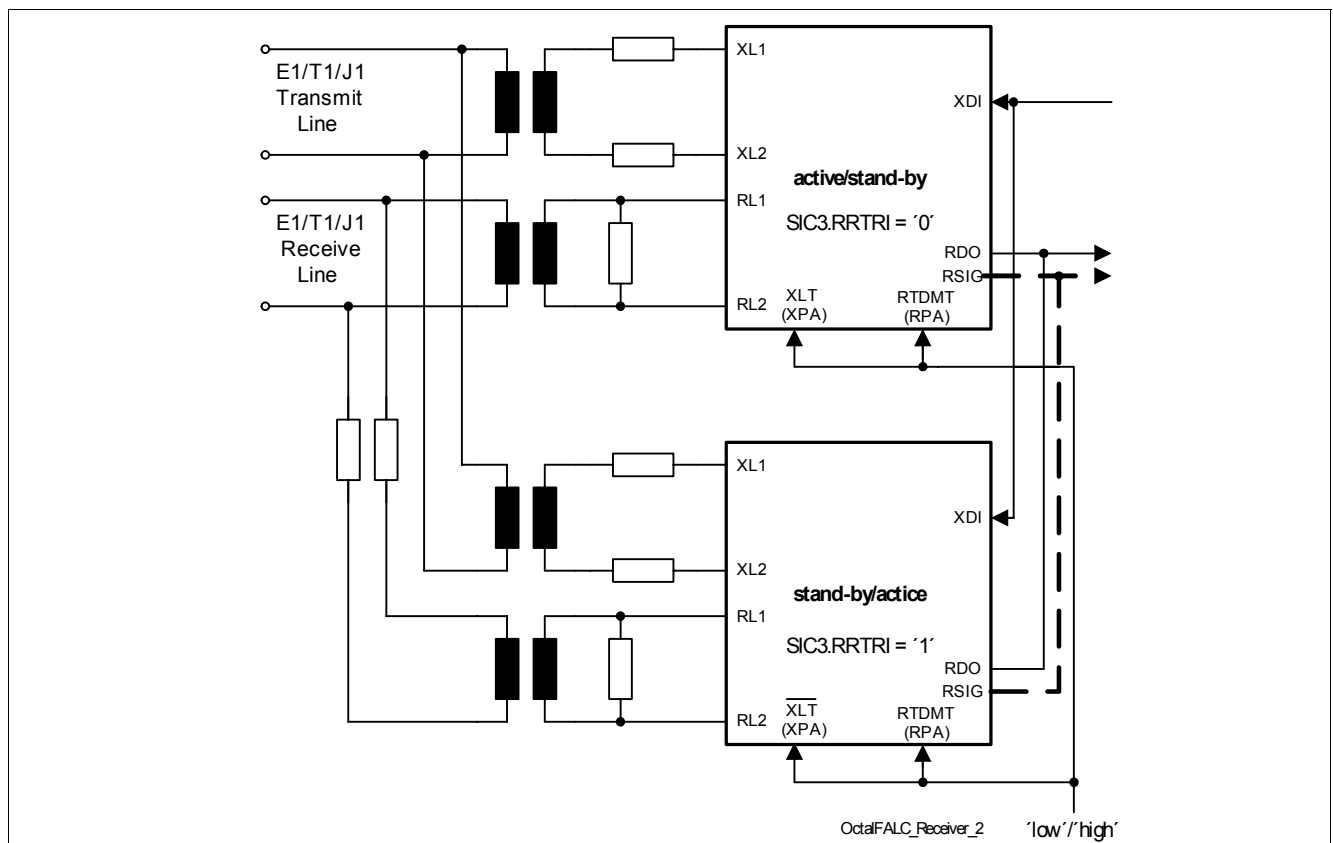 E1/T1/J1
Transmit
Line
XL1
XDI
XL2
active/stand-by
RL1
E1/T1/J1
Receive
Line
SIC3.RRTRI = ´0´
RDO
RSIG
RL2
XLT
(XPA)
RTDMT
(RPA)
XL1
XDI
XL2
stand-by/actice
RL1
SIC3.RRTRI = ´1´
RDO
RSIG
RL2
XLT
(XPA)
RTDMT
(RPA)
OctalFALC_Receiver_2
´low´/´high´